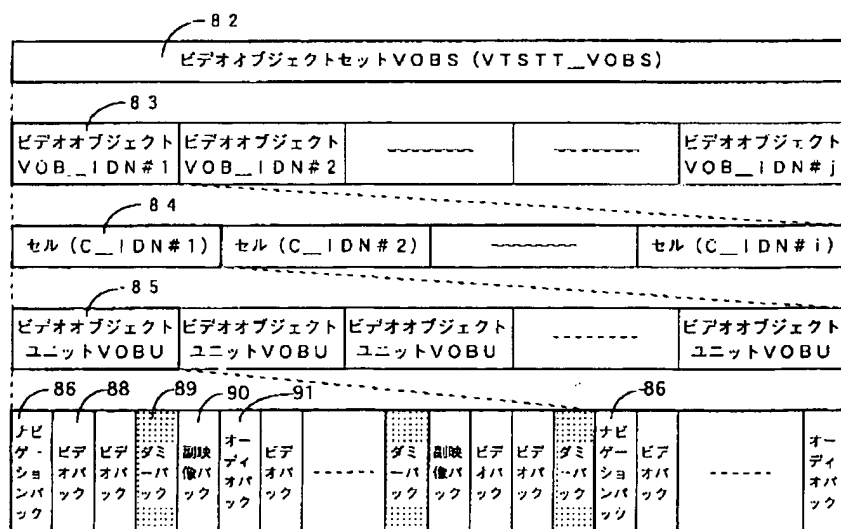 82
ビデオオブジェクトセットVOBS (VTSTT__VOBS)
83
ビデオオブジェクト
VOB__IDN#1
ビデオオブジェクト
VOB__IDN#2
ビデオオブジェクト
VOB__IDN#j
84
セル (C__IDN#1)
セル (C__IDN#2)
セル (C__IDN#i)
85
ビデオオブジェクト
ユニットVOBU
ビデオオブジェクト
ユニットVOBU
ビデオオブジェクト
ユニットVOBU
ビデオオブジェクト
ユニットVOBU
86
88
89
90
91
86
ナビゲーションパック
ビデオパック
ビデオパック
ダミーパック
副映像パック
オーディオパック
ビデオパック
ダミーパック
副映像パック
ビデオパック
ビデオパック
ダミーパック
ナビゲーションパック
ビデオパック
オーディオパック